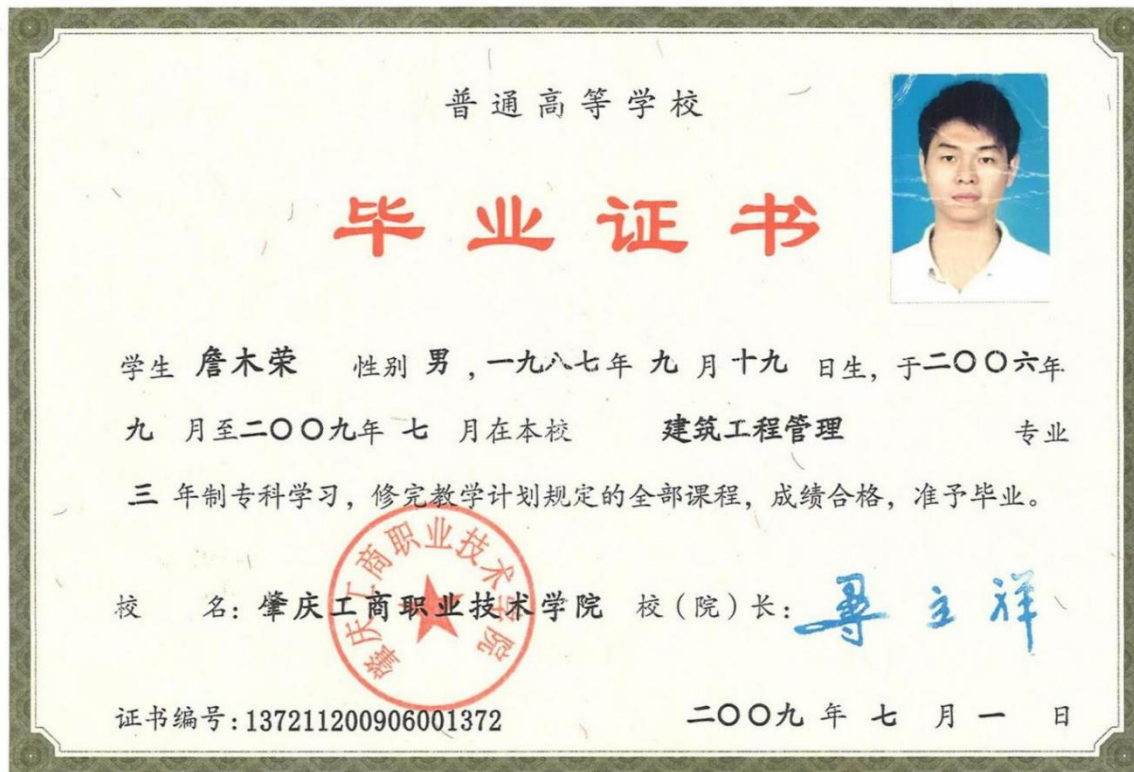 普通高等学校
毕业证书
学生 詹木荣 性别 男 ,一九八七年 九 月 十九 日生, 于二〇〇六年
九 月至二〇〇九年 七 月在本校 建筑工程管理 专业
三 年制专科学习, 修完教学计划规定的全部课程, 成绩合格, 准予毕业。
肇庆工商职业技术学院
校 名: 肇庆工商职业技术学院 校(院)长:
证书编号: 137211200906001372 二〇〇九 年 七 月 一 日